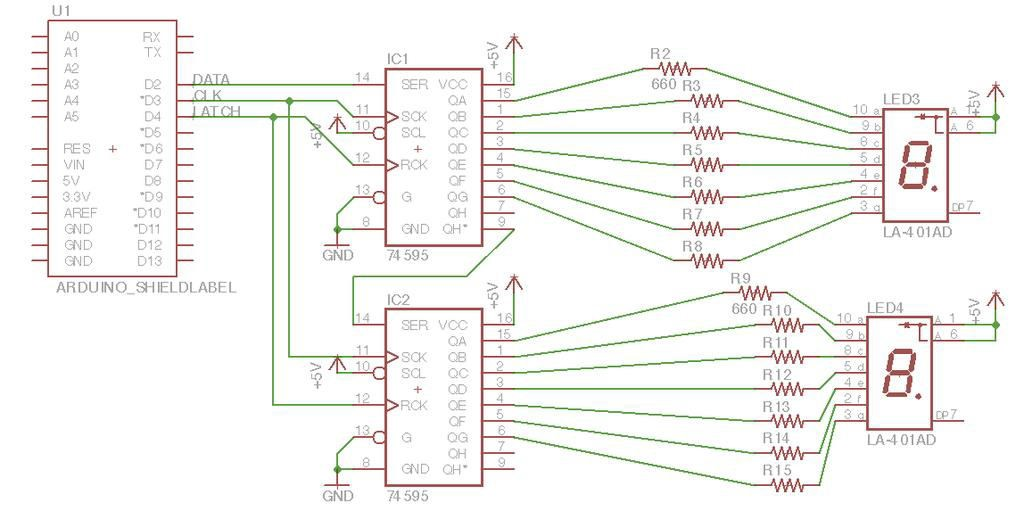 U1
A0 RX
A1 TX
A2
A3 D2 DATA
A4 *D3 CLK
A5 D4 LATCH
*D5
RES *D6
VIN D7
5V D8
3.3V *D9
AREF *D10
GND *D11
GND D12
GND D13
ARDUINO_SHIELDLABEL
IC1
+5V
14 SER VCC 16
QA 15
11 SCK QB 1
+5V 10 SCL QC 2
QD 3
12 RCK QE 4
QF 5
13 G QG 6
QH 7
8 GND QH* 9
GND
74595
R2
660
R3
R4
R5
R6
R7
R8
LED3
+5V
10 a A 1
9 b A 6
8 c
5 d
4 e
2 f
3 g DP 7
LA-401AD
IC2
+5V
14 SER VCC 16
QA 15
11 SCK QB 1
+5V 10 SCL QC 2
QD 3
12 RCK QE 4
QF 5
13 G QG 6
QH 7
8 GND QH* 9
GND
74595
R9
660
R10
R11
R12
R13
R14
R15
LED4
+5V
10 a A 1
9 b A 6
8 c
5 d
4 e
2 f
3 g DP 7
LA-401AD